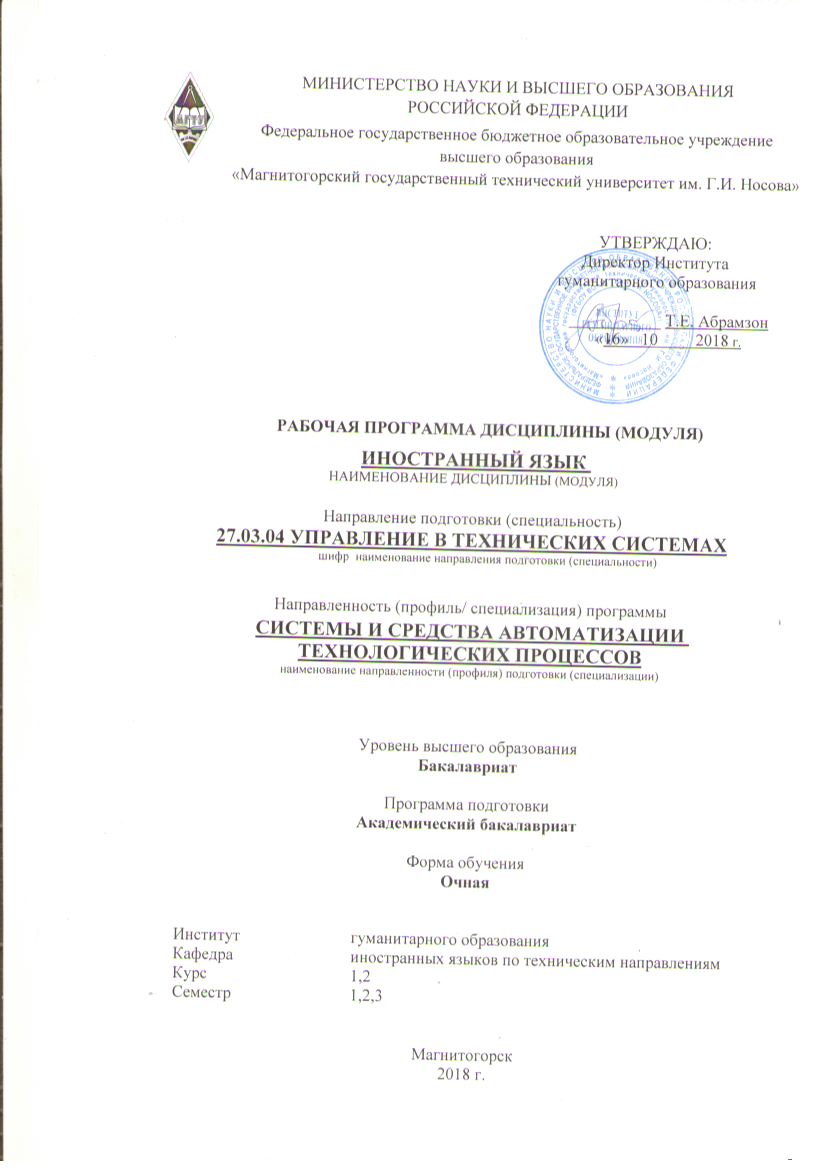 МГТУ
МИНИСТЕРСТВО НАУКИ И ВЫСШЕГО ОБРАЗОВАНИЯ
РОССИЙСКОЙ ФЕДЕРАЦИИ
Федеральное государственное бюджетное образовательное учреждение
высшего образования
«Магнитогорский государственный технический университет им. Г.И. Носова»
УТВЕРЖДАЮ:
Директор Института
гуманитарного образования
Т.Е. Абрамзон
«16» 10 2018 г.
РАБОЧАЯ ПРОГРАММА ДИСЦИПЛИНЫ (МОДУЛЯ)
ИНОСТРАННЫЙ ЯЗЫК
НАИМЕНОВАНИЕ ДИСЦИПЛИНЫ (МОДУЛЯ)
Направление подготовки (специальность)
27.03.04 УПРАВЛЕНИЕ В ТЕХНИЧЕСКИХ СИСТЕМАХ
шифр наименование направления подготовки (специальности)
Направленность (профиль/ специализация) программы
СИСТЕМЫ И СРЕДСТВА АВТОМАТИЗАЦИИ
ТЕХНОЛОГИЧЕСКИХ ПРОЦЕССОВ
наименование направленности (профиля) подготовки (специализации)
Уровень высшего образования
Бакалавриат
Программа подготовки
Академический бакалавриат
Форма обучения
Очная
Институт гуманитарного образования
Кафедра иностранных языков по техническим направлениям
Курс 1,2
Семестр 1,2,3
Магнитогорск
2018 г.